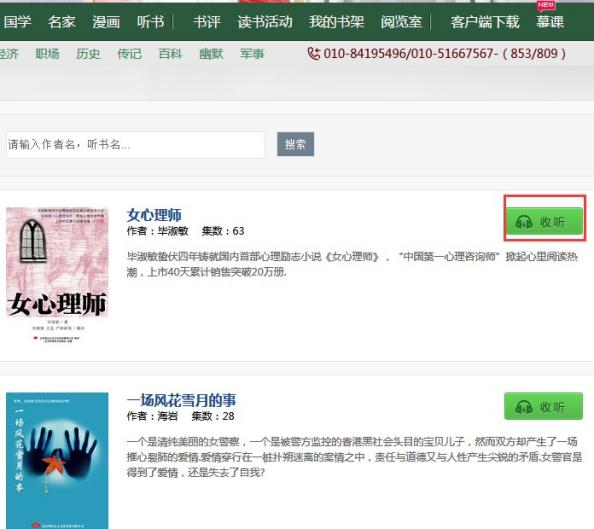 NEW
国学 名家 漫画 听书 书评 读书活动 我的书架 阅览室 客户端下载 慕课
经济 职场 历史 传记 百科 幽默 军事 010-84195496/010-51667567-（853/809）
请输入作者名，听书名... 搜索
女心理师
作者：毕淑敏 集数：63
收听
毕淑敏蛰伏四年铸就国内首部心理励志小说《女心理师》，“中国第一心理咨询师”掀起心里阅读热
潮，上市40天累计销售突破20万册.
女心理师
一场风花雪月的事
作者：海岩 集数：28
收听
一个是清纯美丽的女警察，一个是被警方监控的香港黑社会头目的宝贝儿子，然而双方却产生了一场
摧心裂肺的爱情.爱情穿行在一桩扑朔迷离的案情之中，责任与道德又与人性产生尖锐的矛盾.女警官是
得到了爱情，还是失去了自我?
一场风花雪月的事